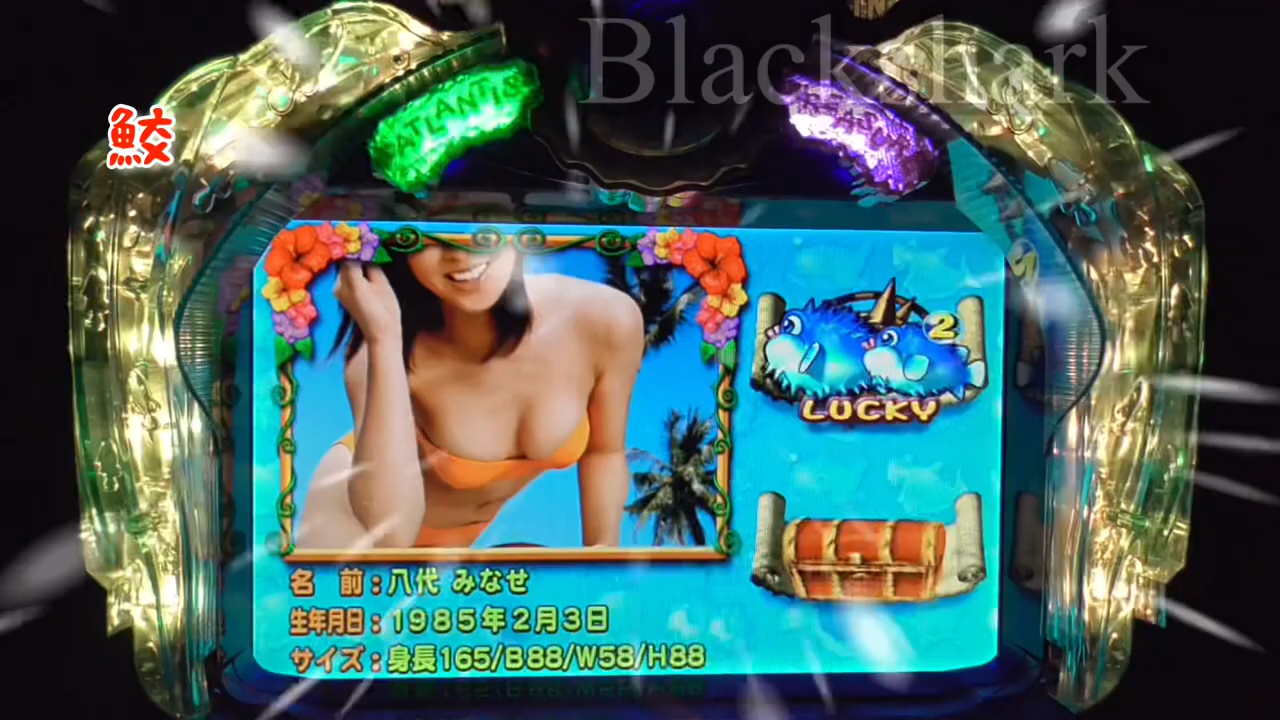 Blackshark
鮫
ATLANTIS
2
LUCKY
名 前:八代 みなせ
生年月日:1985年2月3日
サイズ:身長165/B88/W58/H88